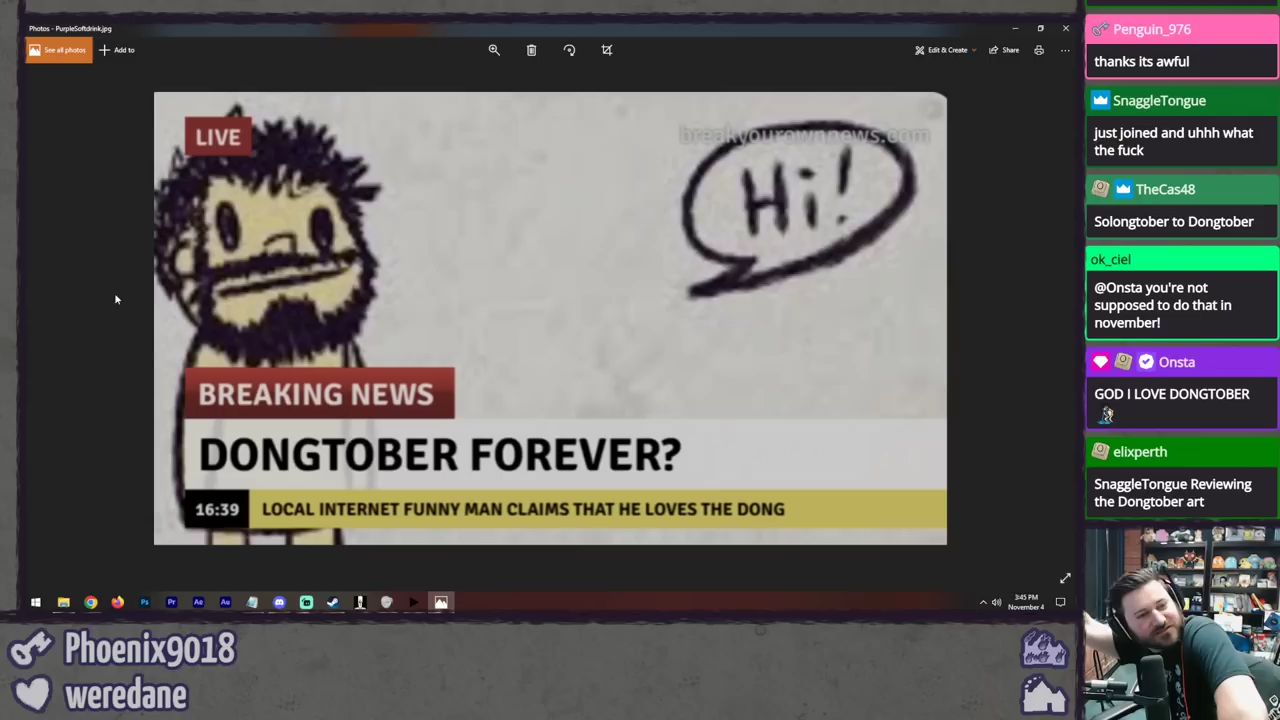 Photos - PurpleSoftdrink.jpg
See all photos
Add to
Edit & Create
Share
LIVE
breakyourownnews.com
Hi!
BREAKING NEWS
DONGTOBER FOREVER?
16:39 LOCAL INTERNET FUNNY MAN CLAIMS THAT HE LOVES THE DONG
3:45 PM
November 4
Phoenix9018
weredane
Penguin_976
thanks its awful
SnaggleTongue
just joined and uhhh what
the fuck
TheCas48
Solongtober to Dongtober
ok_ciel
@Onsta you're not
supposed to do that in
november!
Onsta
GOD I LOVE DONGTOBER
elixperth
SnaggleTongue Reviewing
the Dongtober art